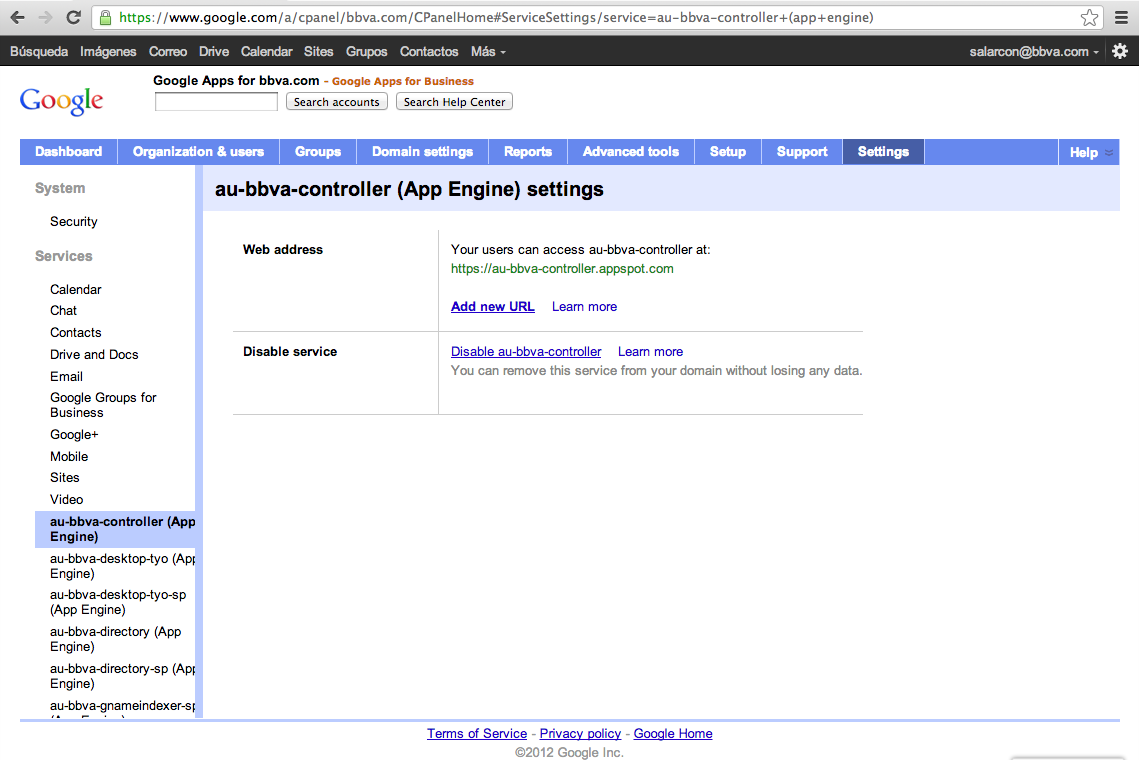 https://www.google.com/a/cpanel/bbva.com/CPanelHome#ServiceSettings/service=au-bbva-controller+(app+engine)
Búsqueda Imágenes Correo Drive Calendar Sites Grupos Contactos Más salarcon@bbva.com
Google
Google Apps for bbva.com - Google Apps for Business
Search accounts Search Help Center
Dashboard Organization & users Groups Domain settings Reports Advanced tools Setup Support Settings Help
System
Security
Services
Calendar
Chat
Contacts
Drive and Docs
Email
Google Groups for
Business
Google+
Mobile
Sites
Video
au-bbva-controller (App
Engine)
au-bbva-desktop-tyo (App
Engine)
au-bbva-desktop-tyo-sp
(App Engine)
au-bbva-directory (App
Engine)
au-bbva-directory-sp (App
Engine)
au-bbva-gnameindexer-sp
(App Engine)
au-bbva-controller (App Engine) settings
Web address
Your users can access au-bbva-controller at:
https://au-bbva-controller.appspot.com
Add new URL Learn more
Disable service
Disable au-bbva-controller Learn more
You can remove this service from your domain without losing any data.
Terms of Service - Privacy policy - Google Home
©2012 Google Inc.